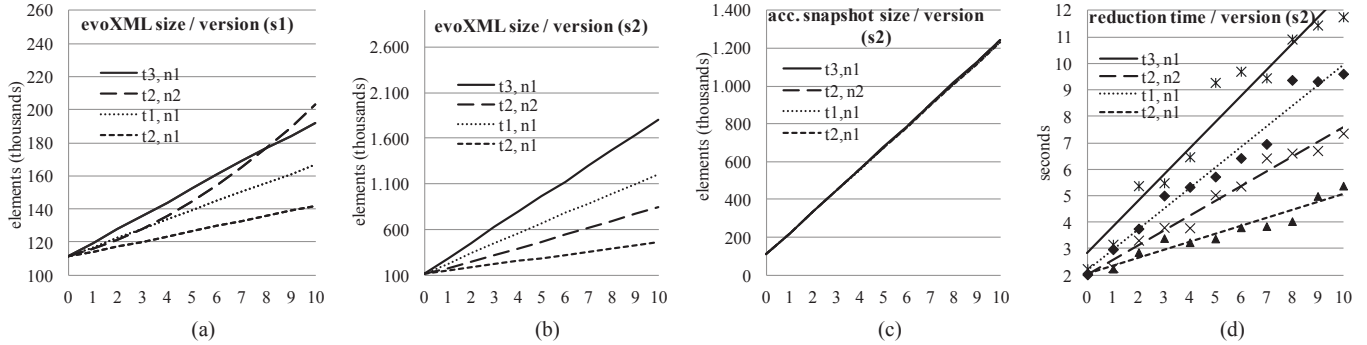 evoXML size / version (s1)
elements (thousands)
260
240
220
200
180
160
140
120
100
t3, n1
t2, n2
t1, n1
t2, n1
0 1 2 3 4 5 6 7 8 9 10
(a)
evoXML size / version (s2)
elements (thousands)
2.600
2.100
1.600
1.100
600
100
t3, n1
t2, n2
t1, n1
t2, n1
0 1 2 3 4 5 6 7 8 9 10
(b)
acc. snapshot size / version
(s2)
elements (thousands)
1.400
1.200
1.000
800
600
400
200
0
t3,n1
t2, n2
t1,n1
t2,n1
0 1 2 3 4 5 6 7 8 9 10
(c)
reduction time / version (s2)
seconds
12
11
10
9
8
7
6
5
4
3
2
t3, n1
t2, n2
t1, n1
t2, n1
0 1 2 3 4 5 6 7 8 9 10
(d)